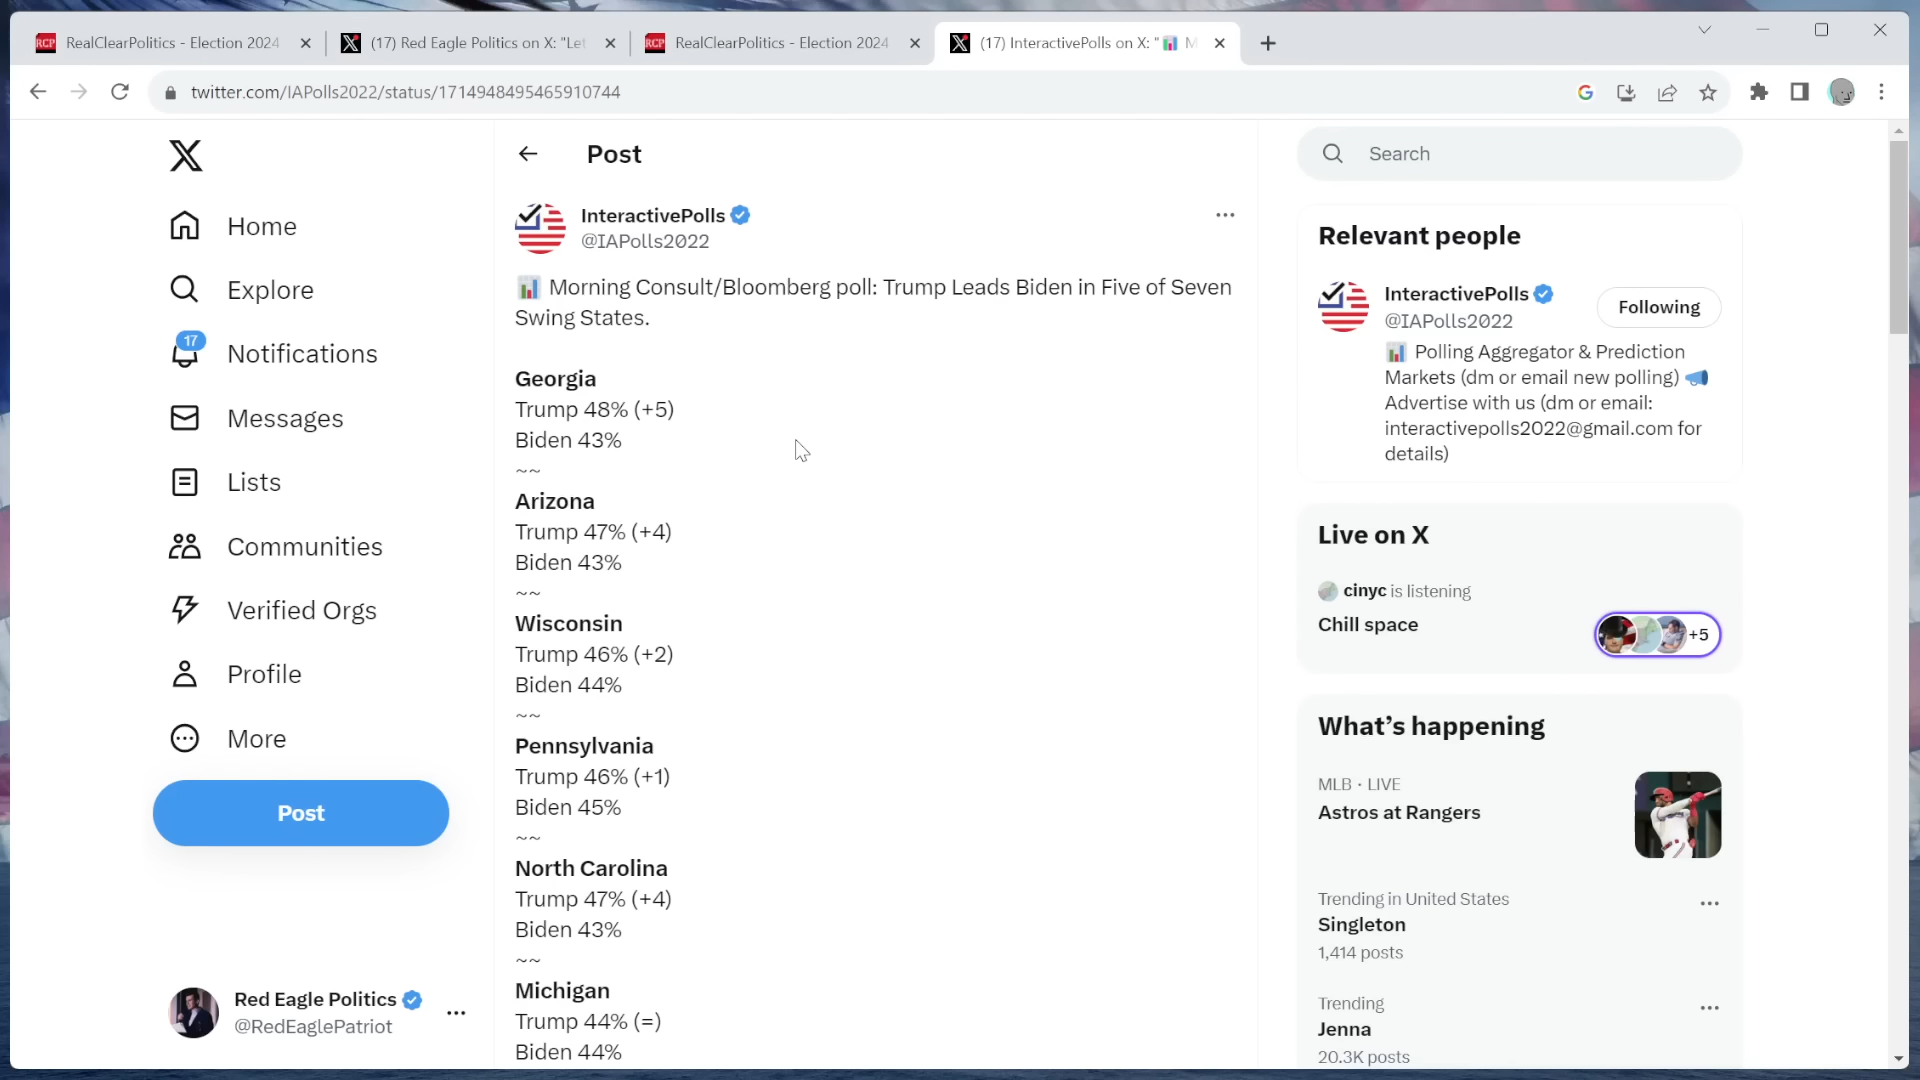 RCP RealClearPolitics - Election 2024
(17) Red Eagle Politics on X: "Let
RCP RealClearPolitics - Election 2024
(17) InteractivePolls on X: "📊 M
twitter.com/IAPolls2022/status/1714948495465910744
Home
Explore
17
Notifications
Messages
Lists
Communities
Verified Orgs
Profile
More
Post
Red Eagle Politics
@RedEaglePatriot
Post
InteractivePolls
@IAPolls2022
📊 Morning Consult/Bloomberg poll: Trump Leads Biden in Five of Seven
Swing States.
Georgia
Trump 48% (+5)
Biden 43%
~~
Arizona
Trump 47% (+4)
Biden 43%
~~
Wisconsin
Trump 46% (+2)
Biden 44%
~~
Pennsylvania
Trump 46% (+1)
Biden 45%
~~
North Carolina
Trump 47% (+4)
Biden 43%
~~
Michigan
Trump 44% (=)
Biden 44%
Search
Relevant people
InteractivePolls
@IAPolls2022
Following
📊 Polling Aggregator & Prediction
Markets (dm or email new polling) 📣
Advertise with us (dm or email:
interactivepolls2022@gmail.com for
details)
Live on X
cinyc is listening
Chill space
+5
What's happening
MLB · LIVE
Astros at Rangers
Trending in United States
Singleton
1,414 posts
Trending
Jenna
20.3K posts